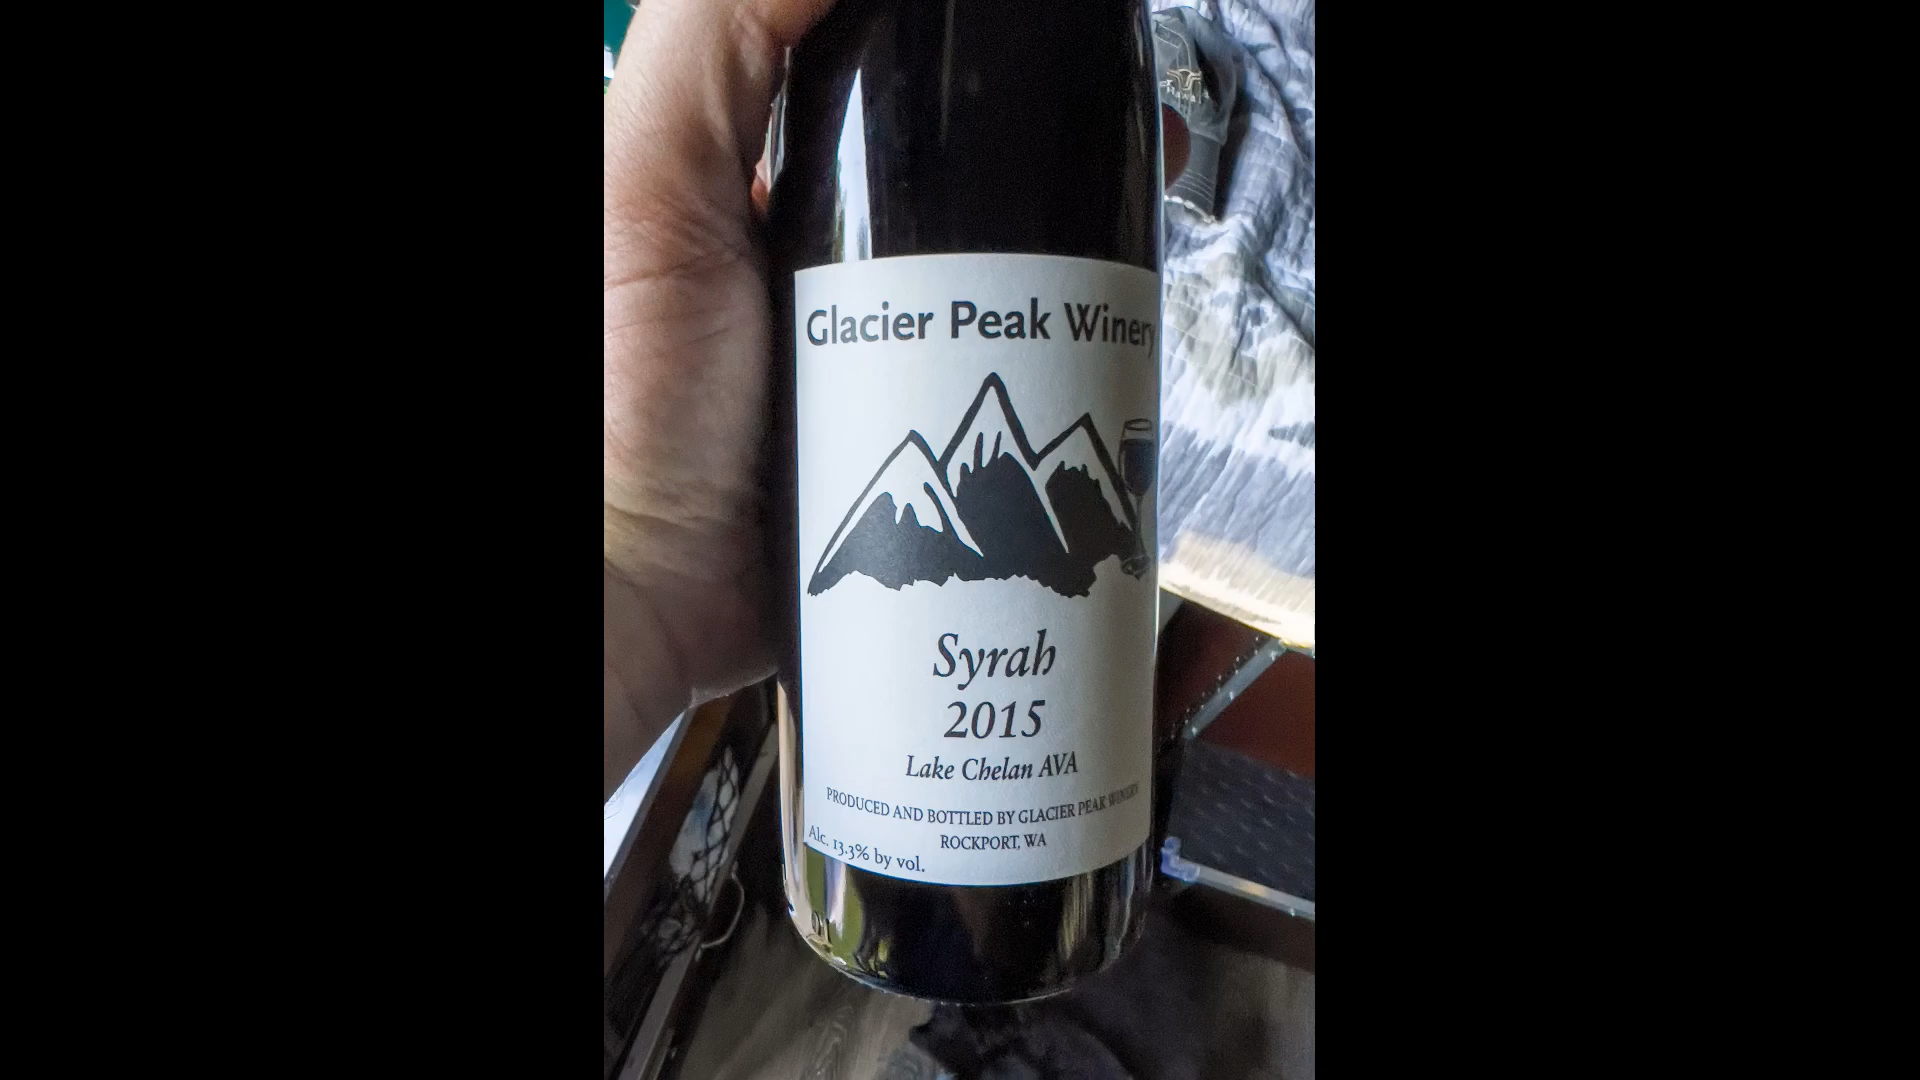 Glacier Peak Winery
Syrah
2015
Lake Chelan AVA
PRODUCED AND BOTTLED BY GLACIER PEAK WINERY
ROCKPORT, WA
Alc. 13.3% by vol.